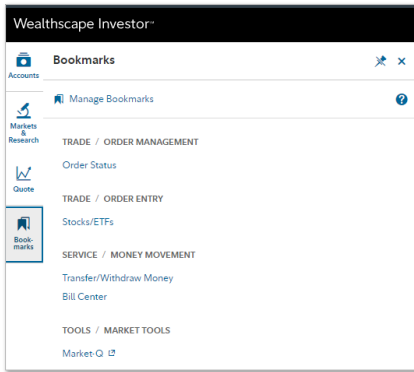 Wealthscape Investor℠
Bookmarks
Accounts
Manage Bookmarks
Markets
&
Research
TRADE / ORDER MANAGEMENT
Order Status
Quote
TRADE / ORDER ENTRY
Stocks/ETFs
Book-
marks
SERVICE / MONEY MOVEMENT
Transfer/Withdraw Money
Bill Center
TOOLS / MARKET TOOLS
Market-Q